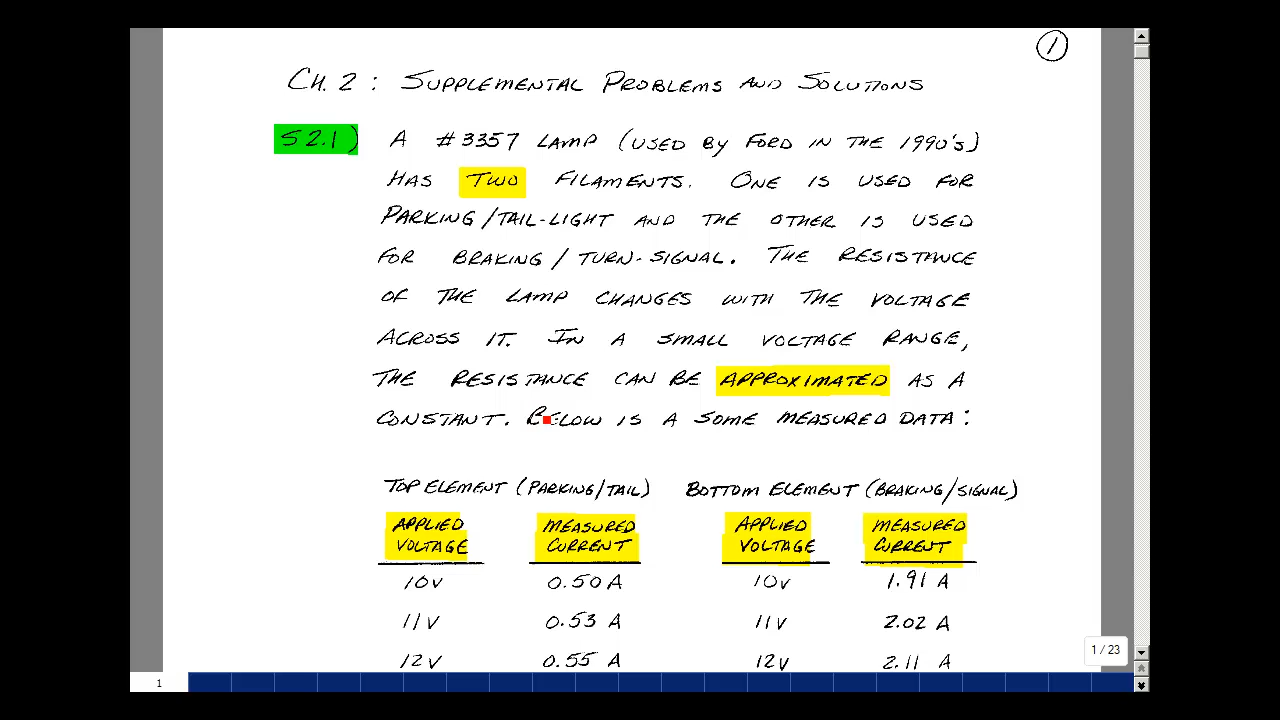 1
CH. 2 : SUPPLEMENTAL PROBLEMS AND SOLUTIONS
S2.1) A #3357 LAMP (USED BY FORD IN THE 1990'S)
HAS TWO FILAMENTS. ONE IS USED FOR
PARKING/TAIL-LIGHT AND THE OTHER IS USED
FOR BRAKING/TURN-SIGNAL. THE RESISTANCE
OF THE LAMP CHANGES WITH THE VOLTAGE
ACROSS IT. IN A SMALL VOLTAGE RANGE,
THE RESISTANCE CAN BE APPROXIMATED AS A
CONSTANT. BELOW IS A SOME MEASURED DATA:
TOP ELEMENT (PARKING/TAIL) BOTTOM ELEMENT (BRAKING/SIGNAL)
APPLIED MEASURED APPLIED MEASURED
VOLTAGE CURRENT VOLTAGE CURRENT
10V 0.50 A 10V 1.91 A
11V 0.53 A 11V 2.02 A
12V 0.55 A 12V 2.11 A
1 / 23
1